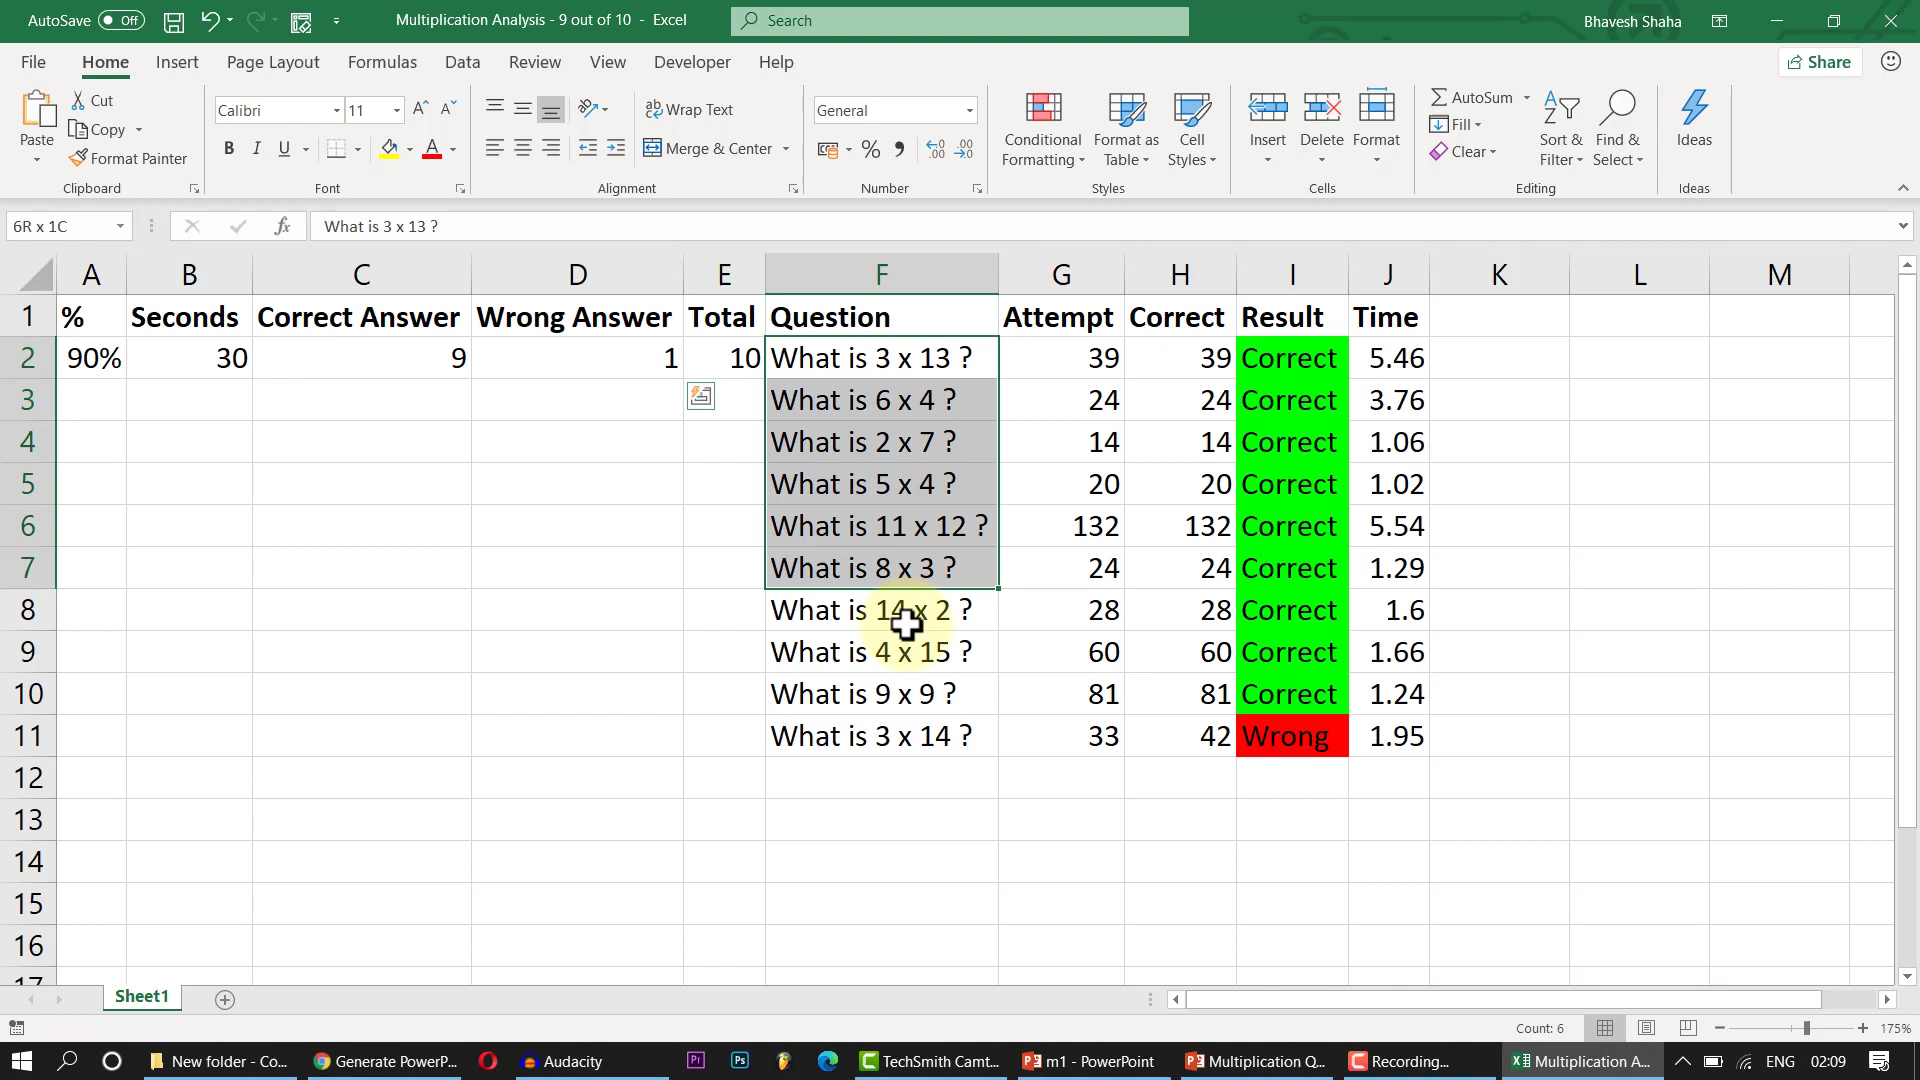 AutoSave Off Multiplication Analysis - 9 out of 10 - Excel Search Bhavesh Shaha
File Home Insert Page Layout Formulas Data Review View Developer Help Share
Paste Cut Copy Format Painter Clipboard
Calibri 11 B I U A Font
Wrap Text Merge & Center Alignment
General % Number
Conditional Formatting Format as Table Cell Styles Styles
Insert Delete Format Cells
AutoSum Fill Clear Sort & Filter Find & Select Editing
Ideas Ideas
6R x 1C fx What is 3 x 13 ?
A B C D E F G H I J K L M
1 % Seconds Correct Answer Wrong Answer Total Question Attempt Correct Result Time
2 90% 30 9 1 10 What is 3 x 13 ? 39 39 Correct 5.46
3 What is 6 x 4 ? 24 24 Correct 3.76
4 What is 2 x 7 ? 14 14 Correct 1.06
5 What is 5 x 4 ? 20 20 Correct 1.02
6 What is 11 x 12 ? 132 132 Correct 5.54
7 What is 8 x 3 ? 24 24 Correct 1.29
8 What is 14 x 2 ? 28 28 Correct 1.6
9 What is 4 x 15 ? 60 60 Correct 1.66
10 What is 9 x 9 ? 81 81 Correct 1.24
11 What is 3 x 14 ? 33 42 Wrong 1.95
12
13
14
15
16
17
Sheet1
Count: 6 175%
New folder - Co... Generate PowerP... Audacity Pr Ps TechSmith Camt... m1 - PowerPoint Multiplication Q... Recording... Multiplication A... ENG 02:09